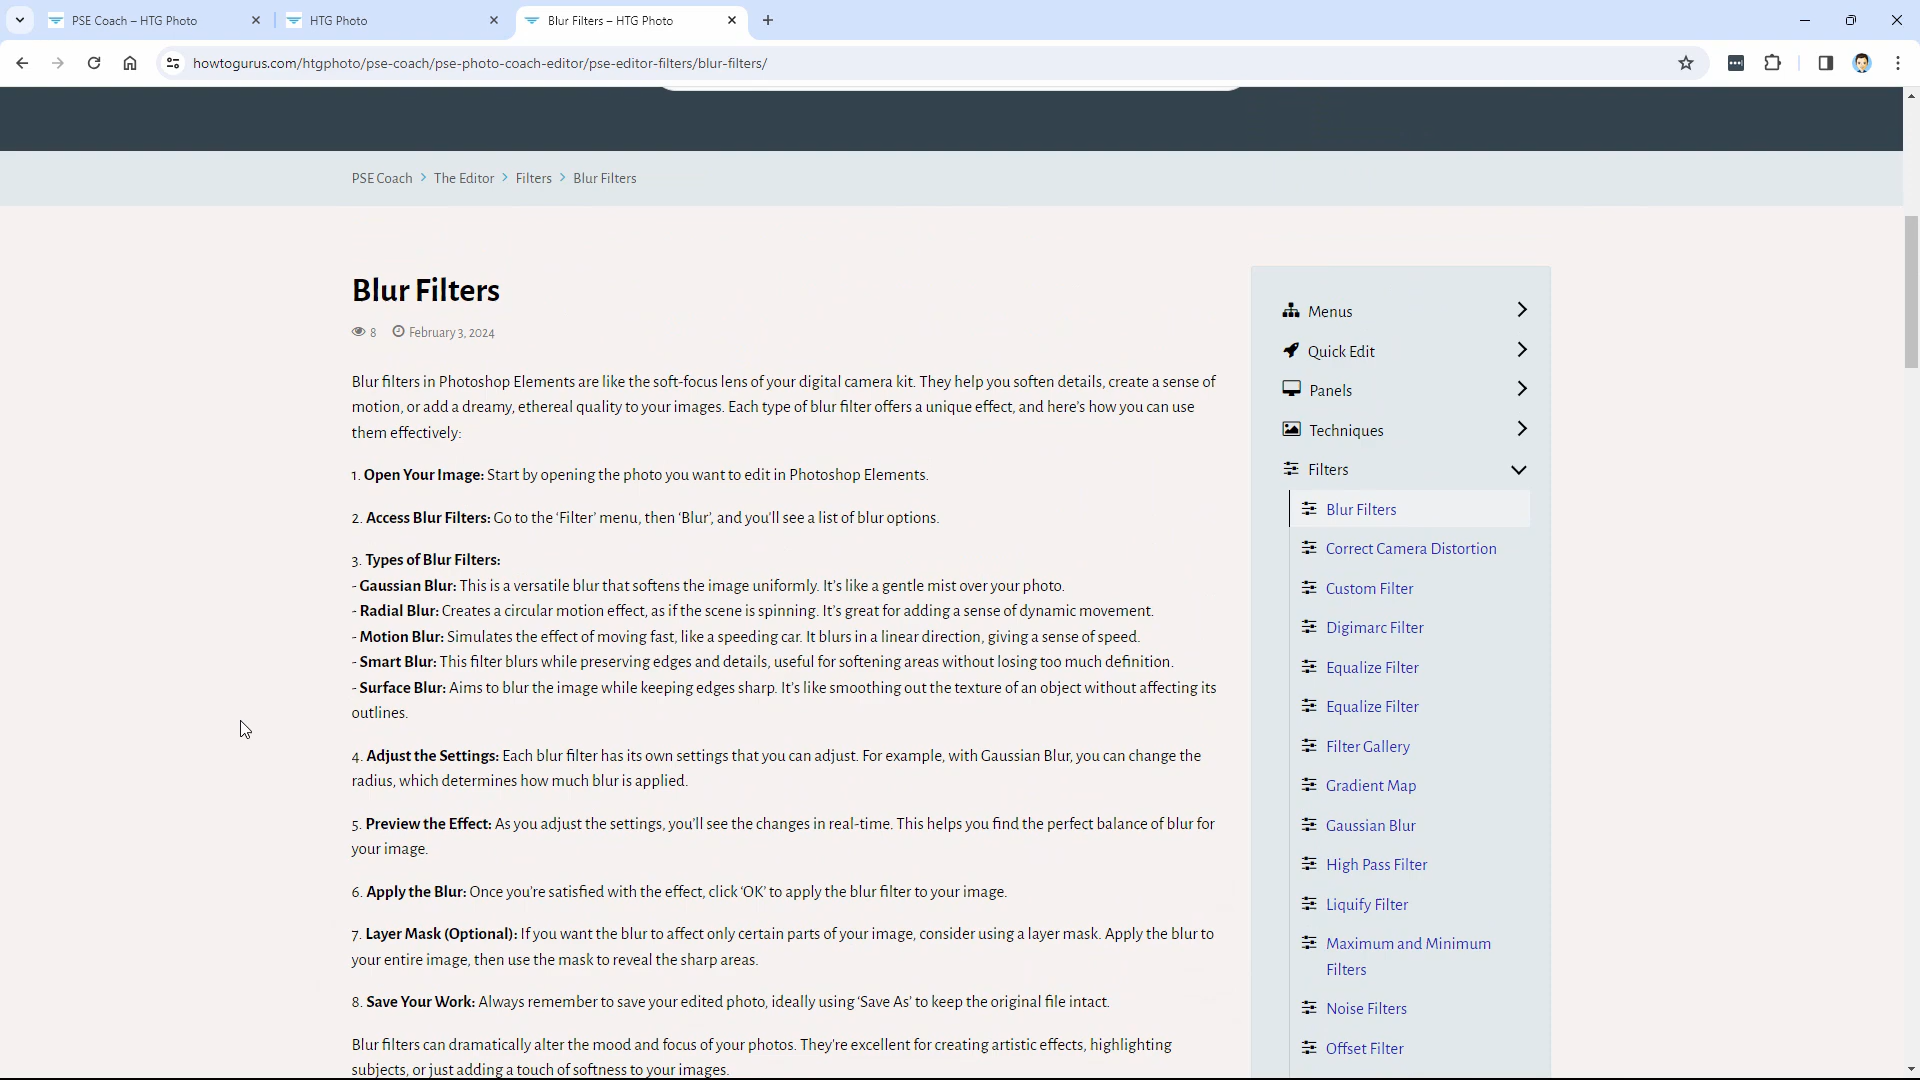 PSE Coach – HTG Photo
HTG Photo
Blur Filters – HTG Photo
howtogurus.com/htgphoto/pse-coach/pse-photo-coach-editor/pse-editor-filters/blur-filters/
PSE Coach > The Editor > Filters > Blur Filters
Blur Filters
8 February 3, 2024
Blur filters in Photoshop Elements are like the soft-focus lens of your digital camera kit. They help you soften details, create a sense of
motion, or add a dreamy, ethereal quality to your images. Each type of blur filter offers a unique effect, and here's how you can use
them effectively:
1. Open Your Image: Start by opening the photo you want to edit in Photoshop Elements.
2. Access Blur Filters: Go to the ‘Filter’ menu, then ‘Blur’, and you'll see a list of blur options.
3. Types of Blur Filters:
- Gaussian Blur: This is a versatile blur that softens the image uniformly. It's like a gentle mist over your photo.
- Radial Blur: Creates a circular motion effect, as if the scene is spinning. It's great for adding a sense of dynamic movement.
- Motion Blur: Simulates the effect of moving fast, like a speeding car. It blurs in a linear direction, giving a sense of speed.
- Smart Blur: This filter blurs while preserving edges and details, useful for softening areas without losing too much definition.
- Surface Blur: Aims to blur the image while keeping edges sharp. It's like smoothing out the texture of an object without affecting its
outlines.
4. Adjust the Settings: Each blur filter has its own settings that you can adjust. For example, with Gaussian Blur, you can change the
radius, which determines how much blur is applied.
5. Preview the Effect: As you adjust the settings, you'll see the changes in real-time. This helps you find the perfect balance of blur for
your image.
6. Apply the Blur: Once you're satisfied with the effect, click ‘OK’ to apply the blur filter to your image.
7. Layer Mask (Optional): If you want the blur to affect only certain parts of your image, consider using a layer mask. Apply the blur to
your entire image, then use the mask to reveal the sharp areas.
8. Save Your Work: Always remember to save your edited photo, ideally using ‘Save As’ to keep the original file intact.
Blur filters can dramatically alter the mood and focus of your photos. They're excellent for creating artistic effects, highlighting
subjects, or just adding a touch of softness to your images.
Menus
Quick Edit
Panels
Techniques
Filters
Blur Filters
Correct Camera Distortion
Custom Filter
Digimarc Filter
Equalize Filter
Equalize Filter
Filter Gallery
Gradient Map
Gaussian Blur
High Pass Filter
Liquify Filter
Maximum and Minimum
Filters
Noise Filters
Offset Filter